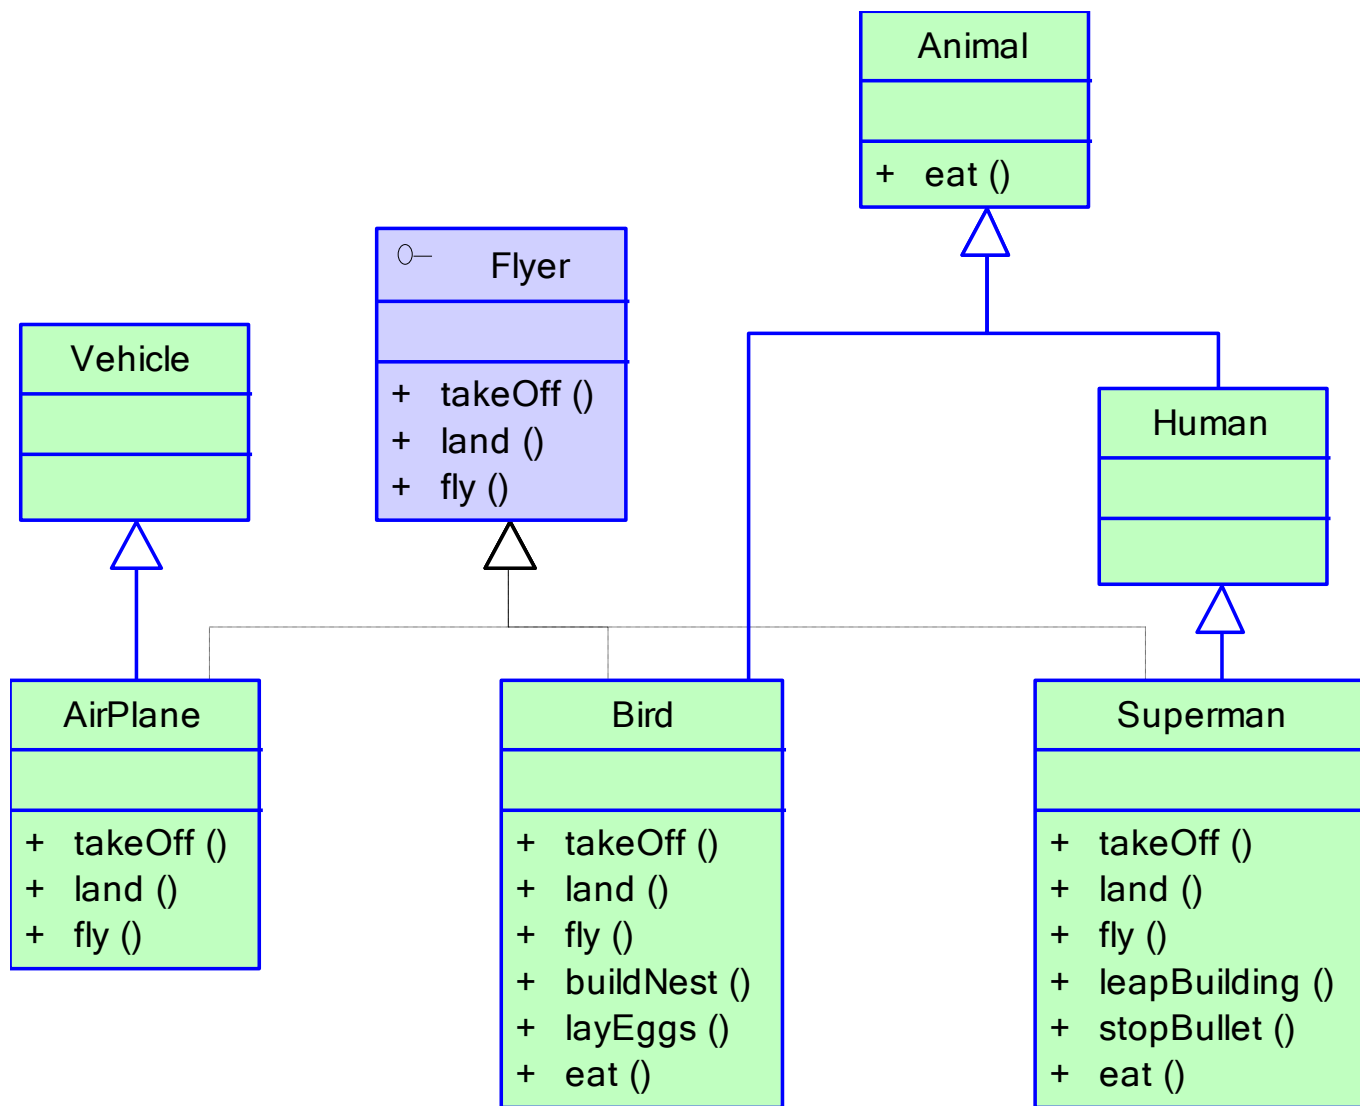 Animal
+ eat ()
Flyer
+ takeOff ()
+ land ()
+ fly ()
Vehicle
Human
AirPlane
+ takeOff ()
+ land ()
+ fly ()
Bird
+ takeOff ()
+ land ()
+ fly ()
+ buildNest ()
+ layEggs ()
+ eat ()
Superman
+ takeOff ()
+ land ()
+ fly ()
+ leapBuilding ()
+ stopBullet ()
+ eat ()